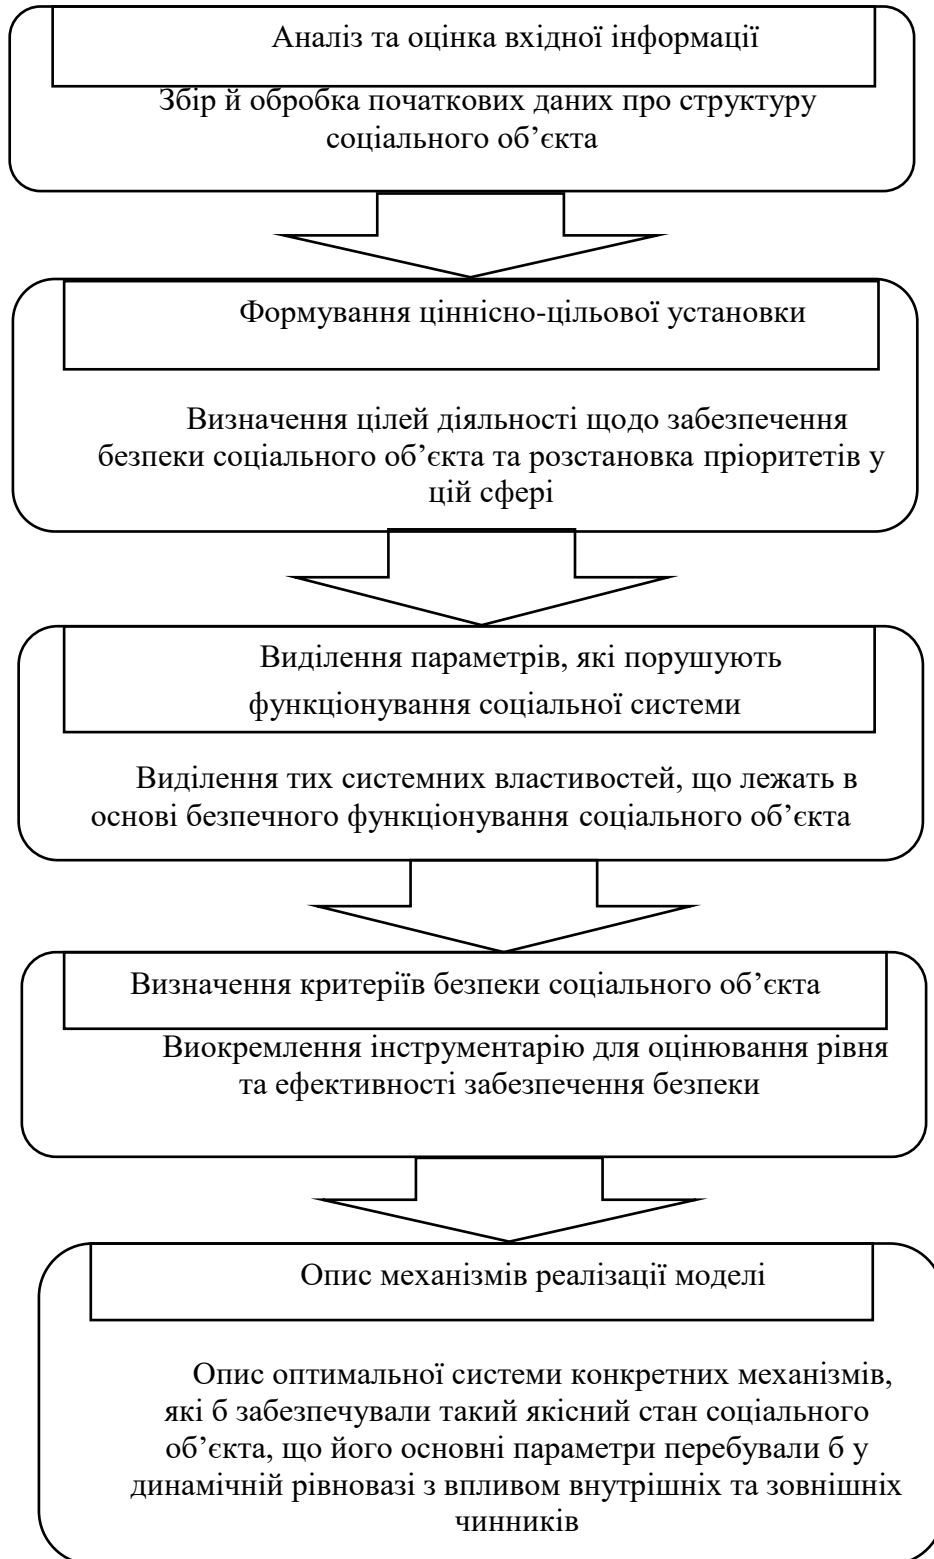 Аналіз та оцінка вхідної інформації
Збір й обробка початкових даних про структуру
соціального об’єкта
Формування ціннісно-цільової установки
Визначення цілей діяльності щодо забезпечення
безпеки соціального об’єкта та розстановка пріоритетів у
цій сфері
Виділення параметрів, які порушують
функціонування соціальної системи
Виділення тих системних властивостей, що лежать в
основі безпечного функціонування соціального об’єкта
Визначення критеріїв безпеки соціального об’єкта
Виокремлення інструментарію для оцінювання рівня
та ефективності забезпечення безпеки
Опис механізмів реалізації моделі
Опис оптимальної системи конкретних механізмів,
які б забезпечували такий якісний стан соціального
об’єкта, що його основні параметри перебували б у
динамічній рівновазі з впливом внутрішніх та зовнішніх
чинників